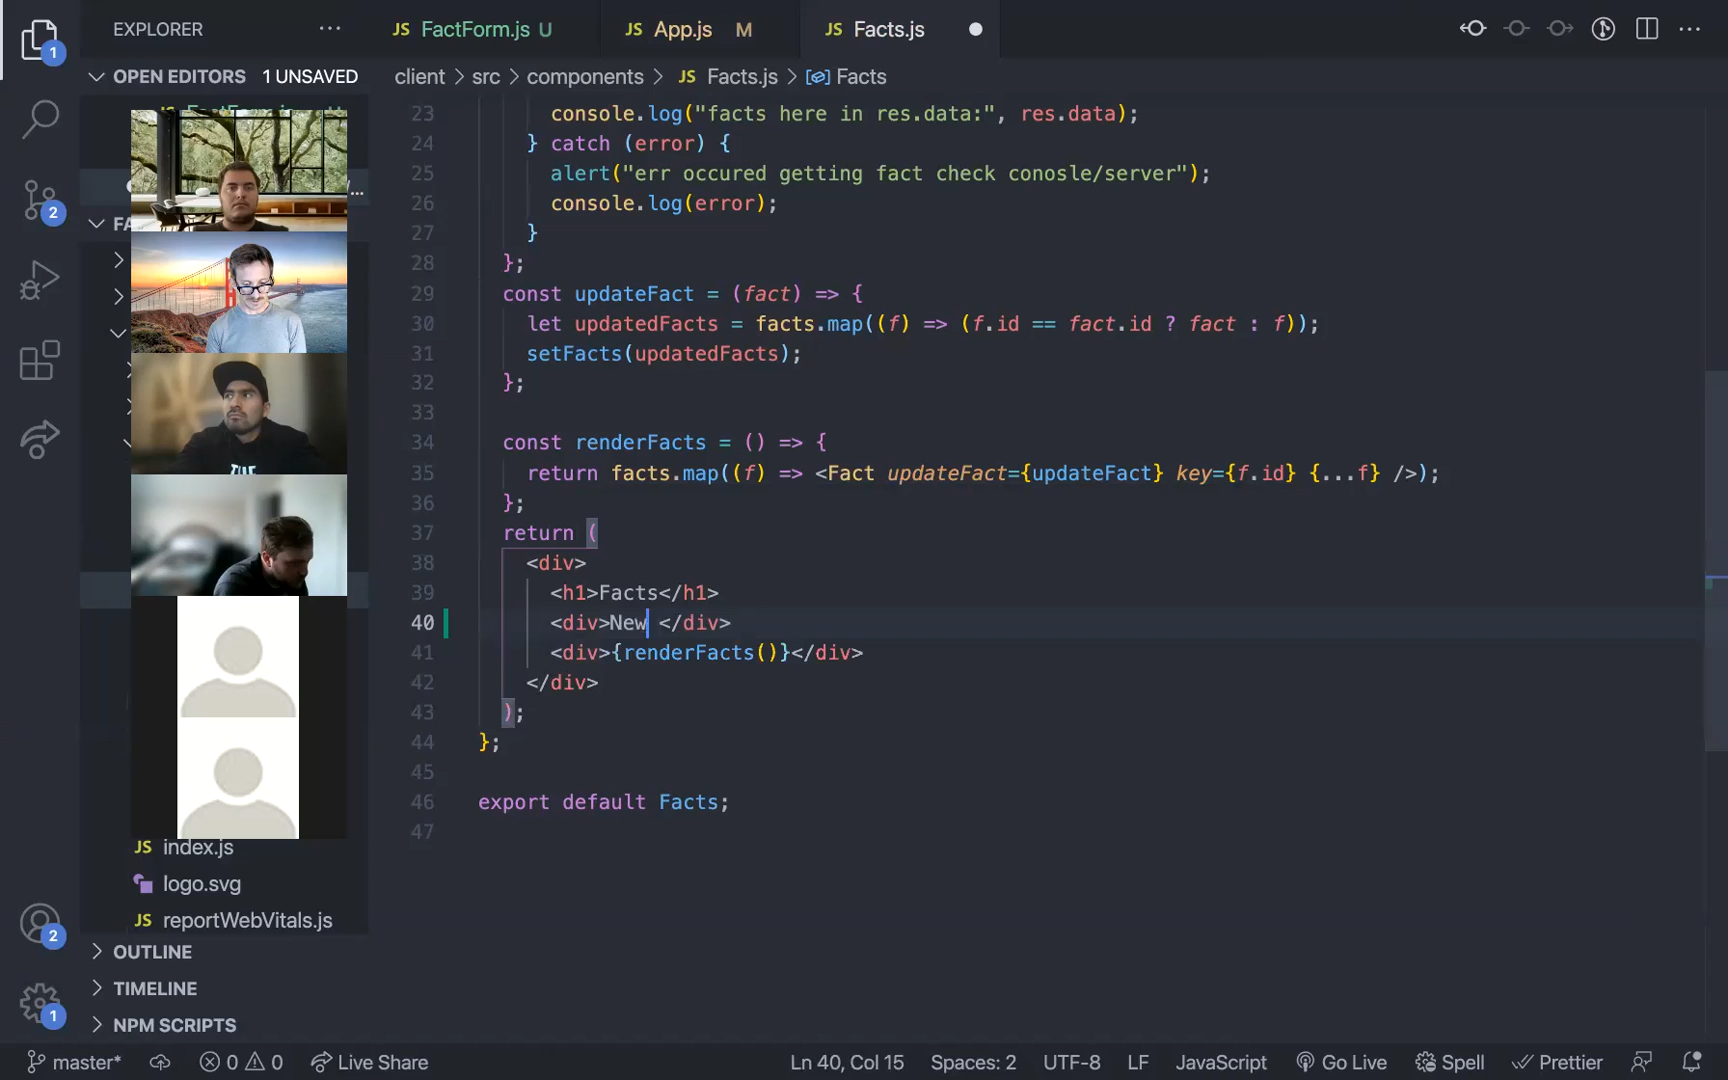 1
EXPLORER
JS FactForm.js U
JS App.js M
JS Facts.js
OPEN EDITORS 1 UNSAVED
client > src > components > JS Facts.js > Facts
23 console.log("facts here in res.data:", res.data);
24 } catch (error) {
25 alert("err occured getting fact check conosle/server");
26 console.log(error);
27 }
28 };
29 const updateFact = (fact) => {
30 let updatedFacts = facts.map((f) => (f.id == fact.id ? fact : f));
31 setFacts(updatedFacts);
32 };
33
34 const renderFacts = () => {
35 return facts.map((f) => <Fact updateFact={updateFact} key={f.id} {...f} />);
36 };
37 return (
38 <div>
39 <h1>Facts</h1>
40 <div>New </div>
41 <div>{renderFacts()}</div>
42 </div>
43 );
44 };
45
46 export default Facts;
47
2
JS index.js
logo.svg
JS reportWebVitals.js
2
OUTLINE
TIMELINE
1
NPM SCRIPTS
master* 0 0 Live Share Ln 40, Col 15 Spaces: 2 UTF-8 LF JavaScript Go Live Spell Prettier